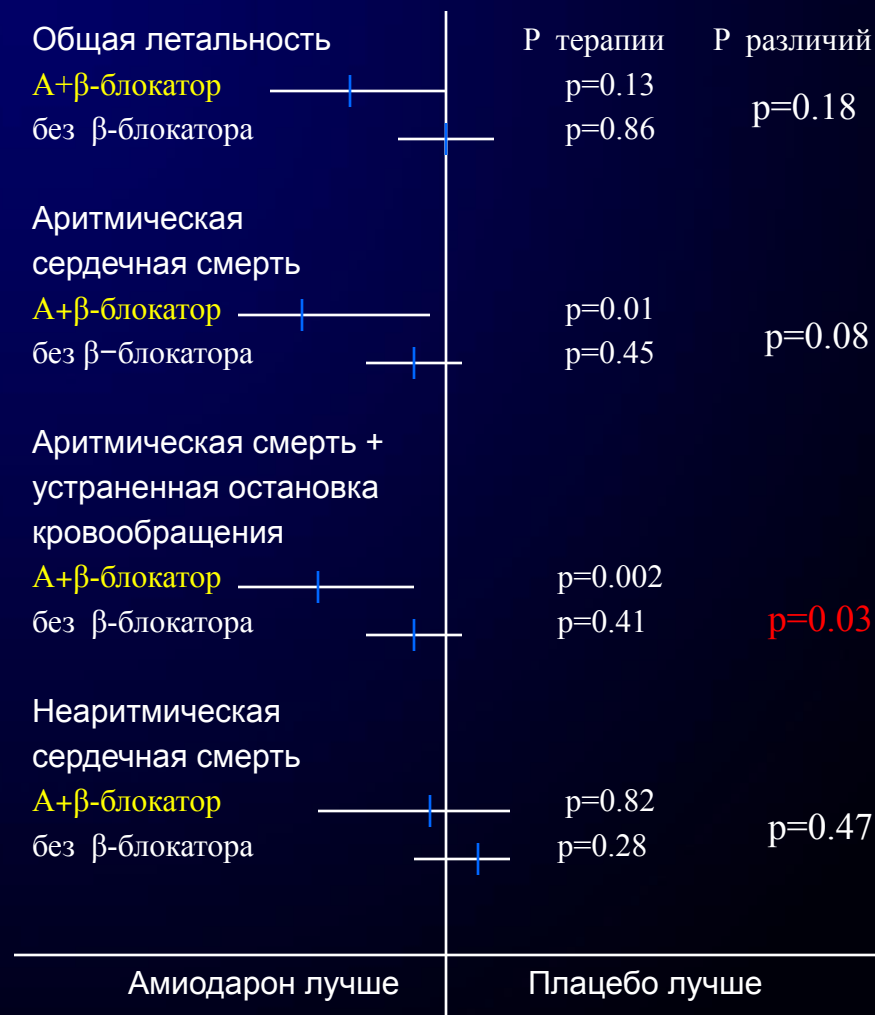 Общая летальность P терапии P различий
А+β-блокатор p=0.13
p=0.18
без β-блокатора p=0.86
Аритмическая
сердечная смерть
А+β-блокатор p=0.01
p=0.08
без β−блокатора p=0.45
Аритмическая смерть +
устраненная остановка
кровообращения
А+β-блокатор p=0.002
без β-блокатора p=0.41 p=0.03
Неаритмическая
сердечная смерть
А+β-блокатор p=0.82
p=0.47
без β-блокатора p=0.28
Амиодарон лучше Плацебо лучше